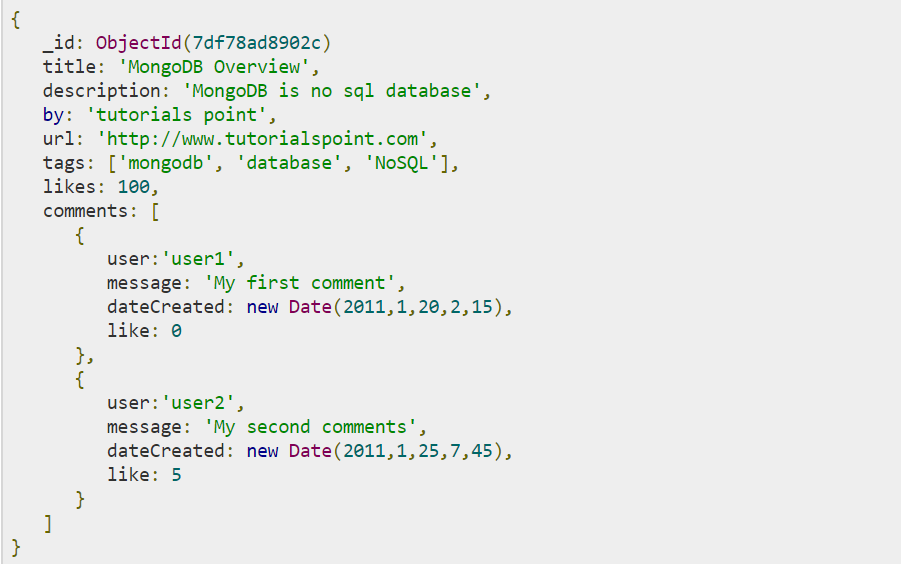 {
   _id: ObjectId(7df78ad8902c)
   title: 'MongoDB Overview',
   description: 'MongoDB is no sql database',
   by: 'tutorials point',
   url: 'http://www.tutorialspoint.com',
   tags: ['mongodb', 'database', 'NoSQL'],
   likes: 100,
   comments: [
      {
         user:'user1',
         message: 'My first comment',
         dateCreated: new Date(2011,1,20,2,15),
         like: 0
      },
      {
         user:'user2',
         message: 'My second comments',
         dateCreated: new Date(2011,1,25,7,45),
         like: 5
      }
   ]
}